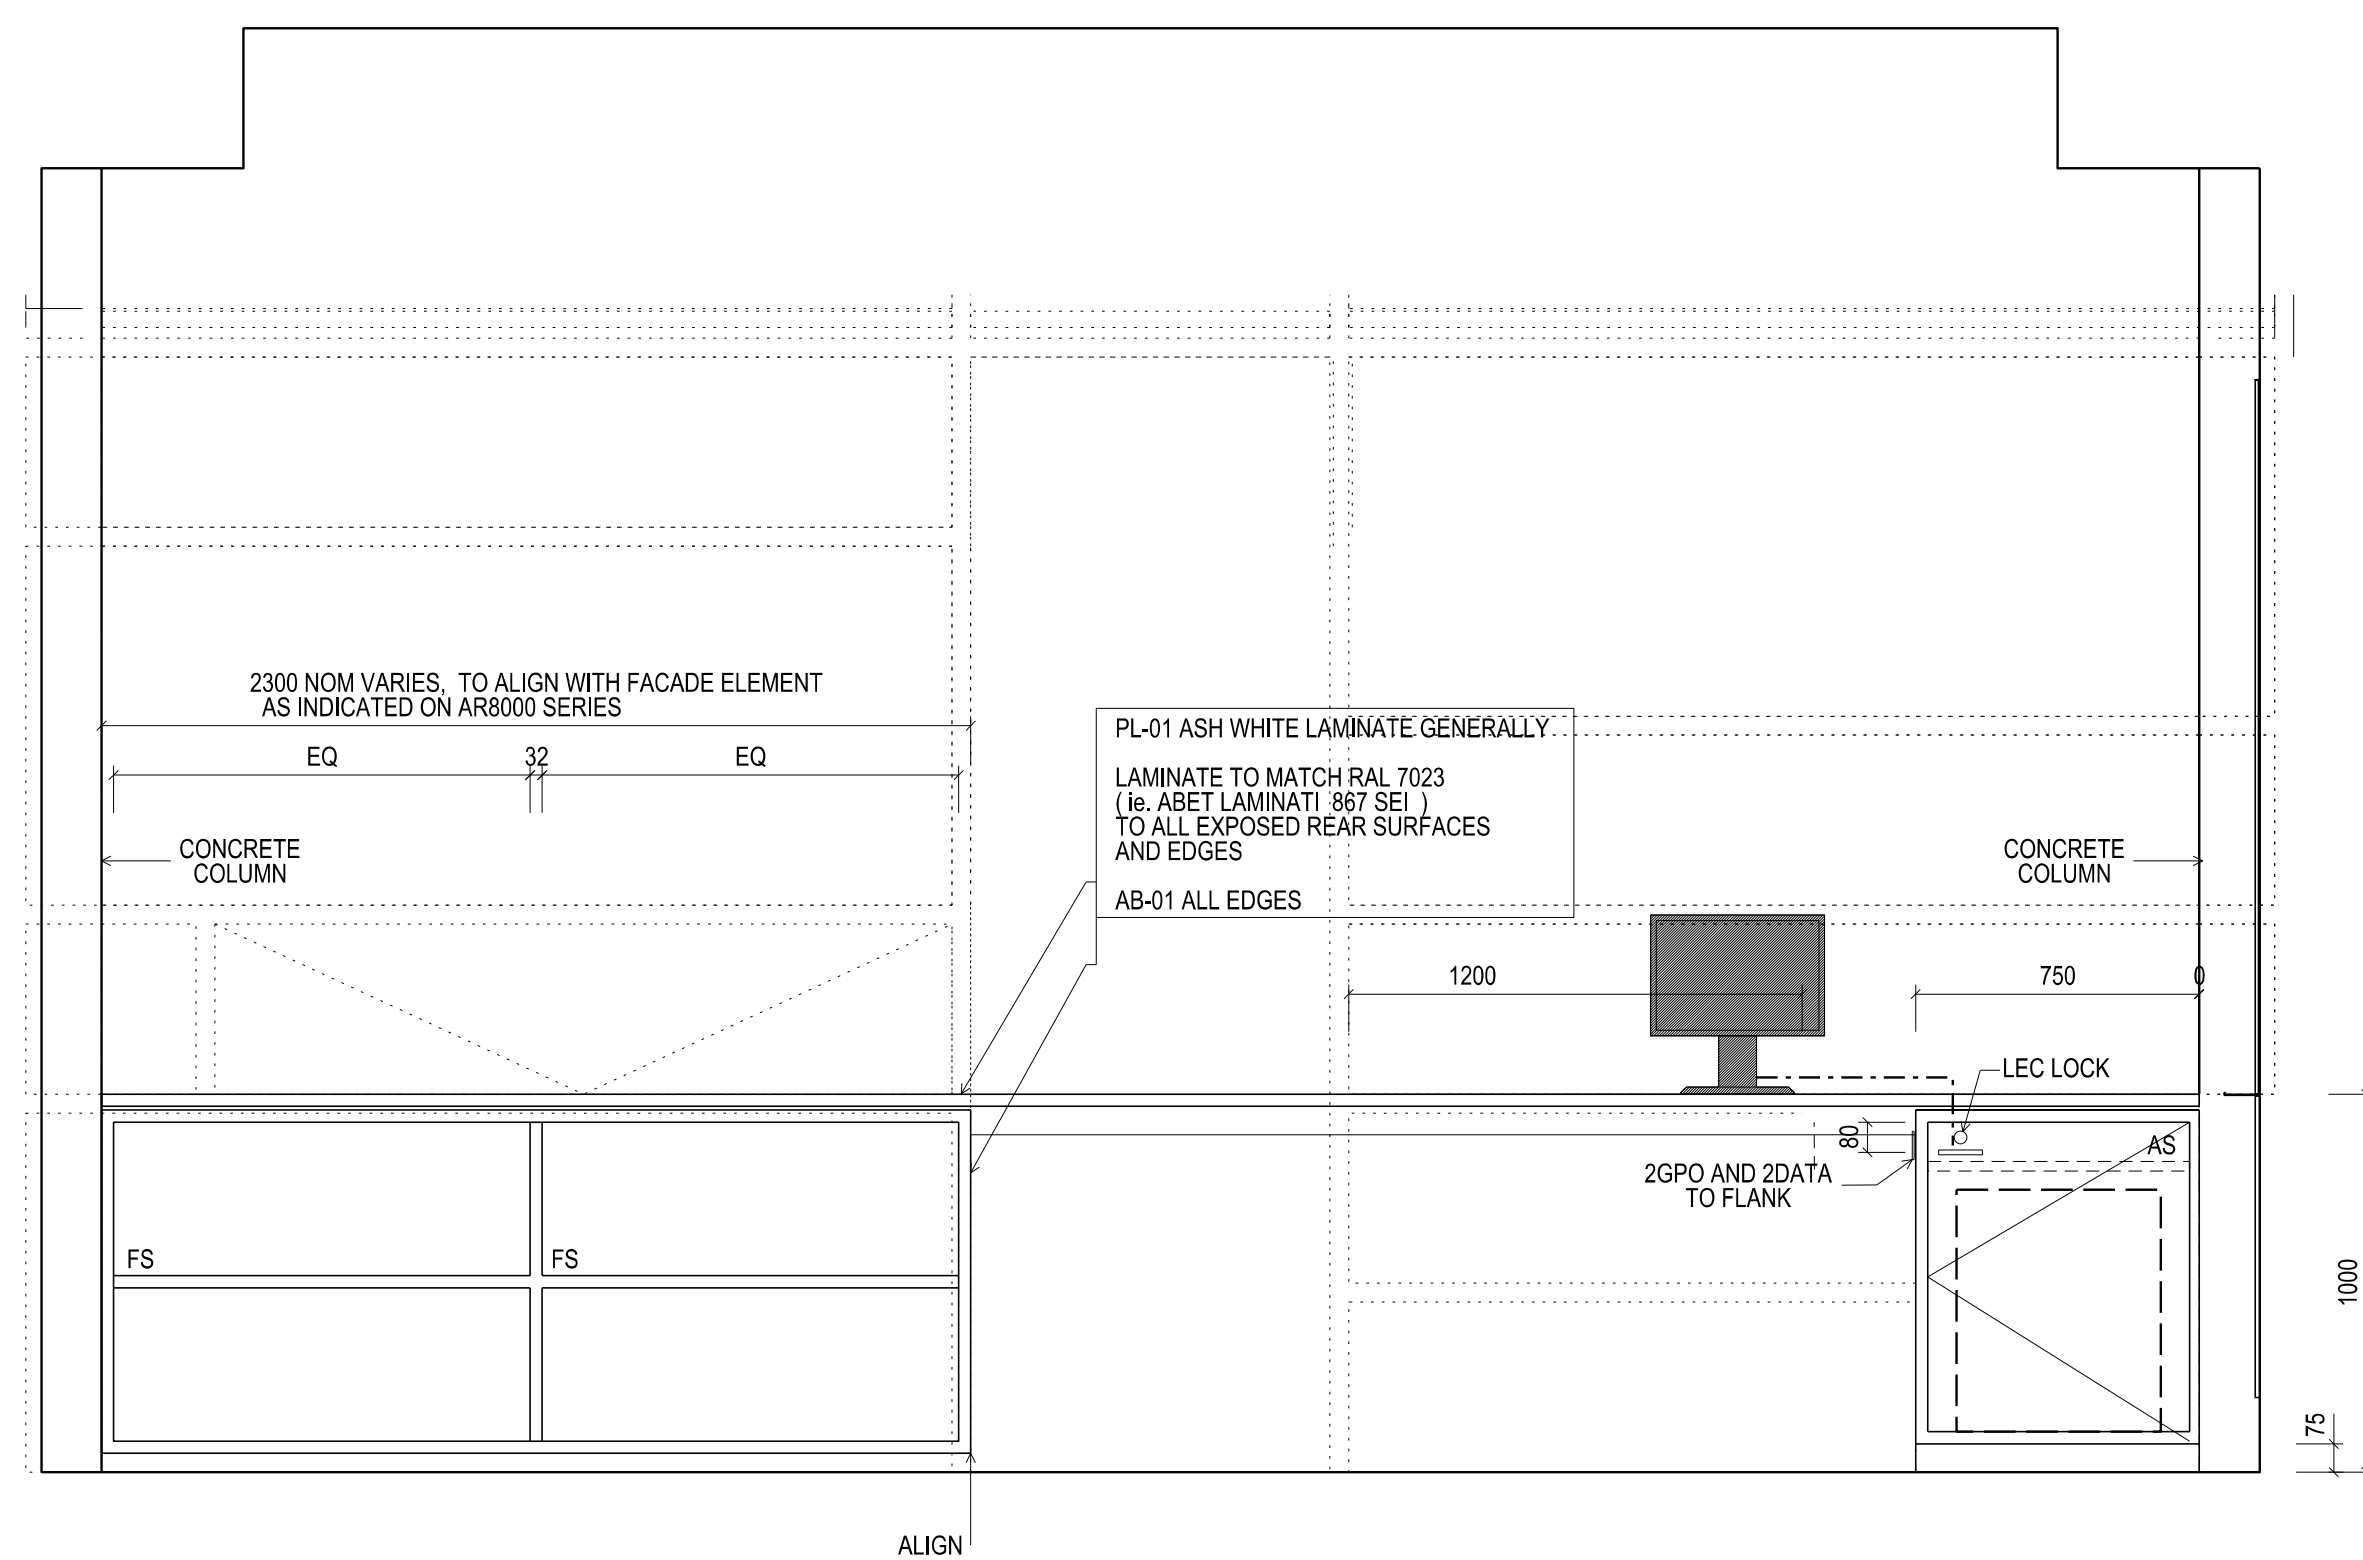 2300 NOM VARIES, TO ALIGN WITH FACADE ELEMENT
AS INDICATED ON AR8000 SERIES
EQ
32
EQ
PL-01 ASH WHITE LAMINATE GENERALLY
LAMINATE TO MATCH RAL 7023
( ie. ABET LAMINATI 867 SEI )
TO ALL EXPOSED REAR SURFACES
AND EDGES
AB-01 ALL EDGES
CONCRETE
COLUMN
CONCRETE
COLUMN
1200
750
0
LEC LOCK
80
AS
2GPO AND 2DATA
TO FLANK
FS
FS
1000
75
ALIGN